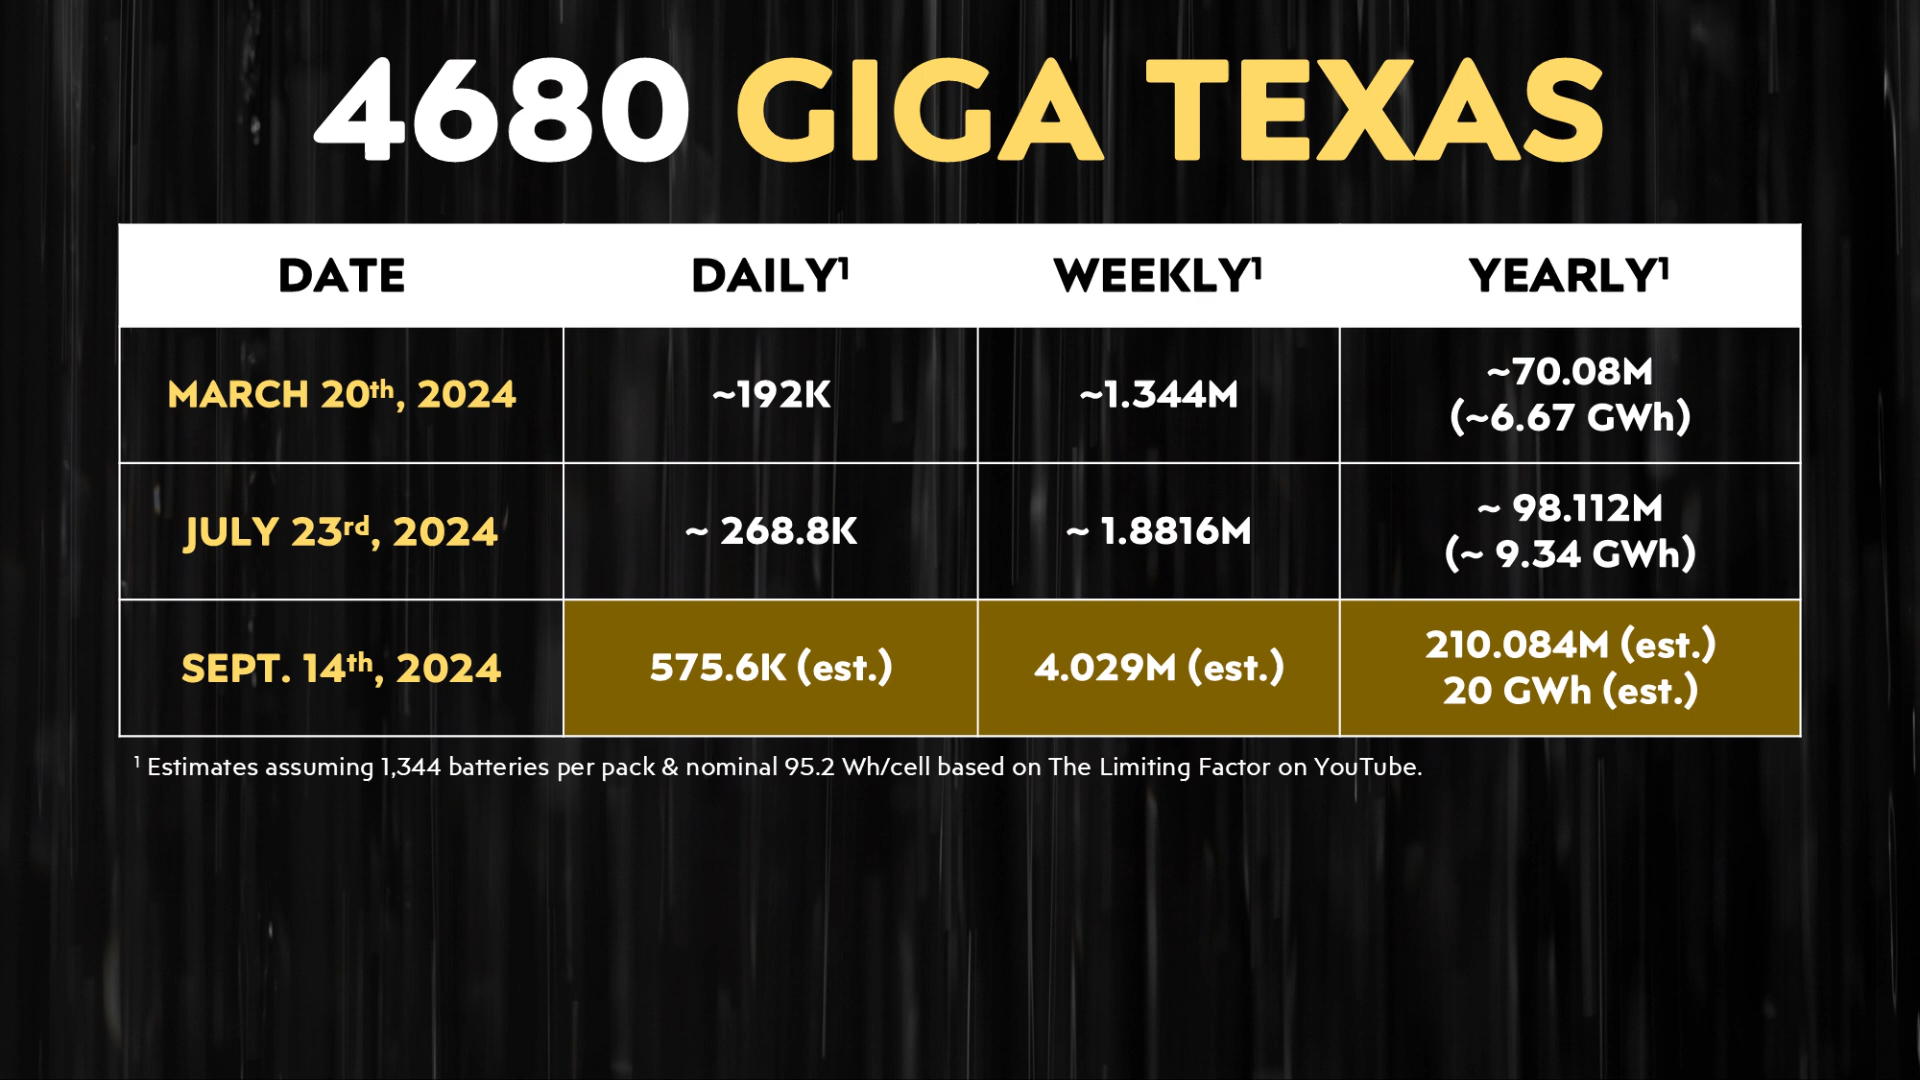 4680 GIGA TEXAS
DATE DAILY¹ WEEKLY¹ YEARLY¹
MARCH 20th, 2024 ~192K ~1.344M ~70.08M
(~6.67 GWh)
JULY 23rd, 2024 ~ 268.8K ~ 1.8816M ~ 98.112M
(~ 9.34 GWh)
SEPT. 14th, 2024 575.6K (est.) 4.029M (est.) 210.084M (est.)
20 GWh (est.)
¹ Estimates assuming 1,344 batteries per pack & nominal 95.2 Wh/cell based on The Limiting Factor on YouTube.